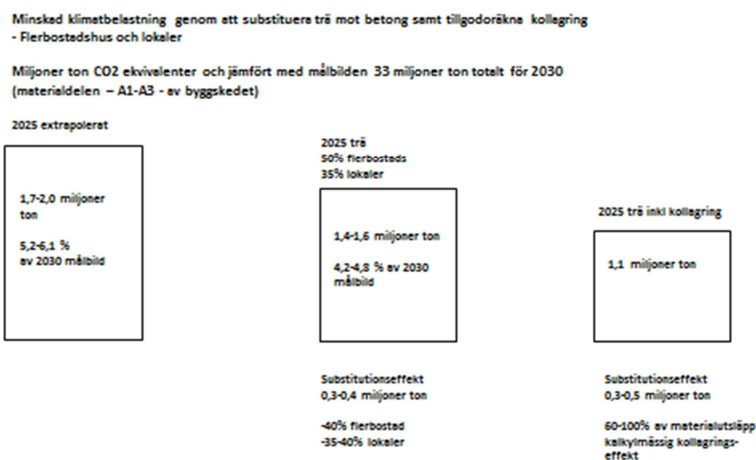 Minskad klimatbelastning genom att substituera trä mot betong samt tillgodoräkna kollagring
- Flerbostadshus och lokaler
Miljoner ton CO2 ekvivalenter och jämfört med målbilden 33 miljoner ton totalt för 2030
(materialdelen – A1-A3 - av byggskedet)
2025 extrapolerat
1,7-2,0 miljoner
ton
5,2-6,1 %
av 2030 målbild
2025 trä
50% flerbostads
35% lokaler
1,4-1,6 miljoner ton
4,2-4,8 % av 2030
målbild
Substitutionseffekt
0,3-0,4 miljoner ton
-40% flerbostad
-35-40% lokaler
2025 trä inkl kollagring
1,1 miljoner ton
Substitutionseffekt
0,3-0,5 miljoner ton
60-100% av materialutsläpp
kalkylmässig kollagrings-
effekt